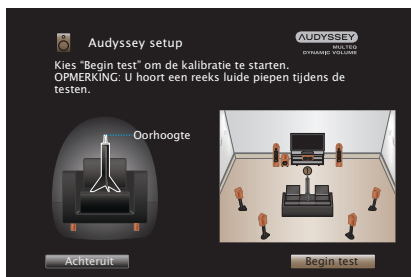 Audyssey setup
AUDYSSEY
MULTEQ
DYNAMIC VOLUME
Kies “Begin test” om de kalibratie te starten.
OPMERKING: U hoort een reeks luide piepen tijdens de
testen.
Oorhoogte
Achteruit
Begin test